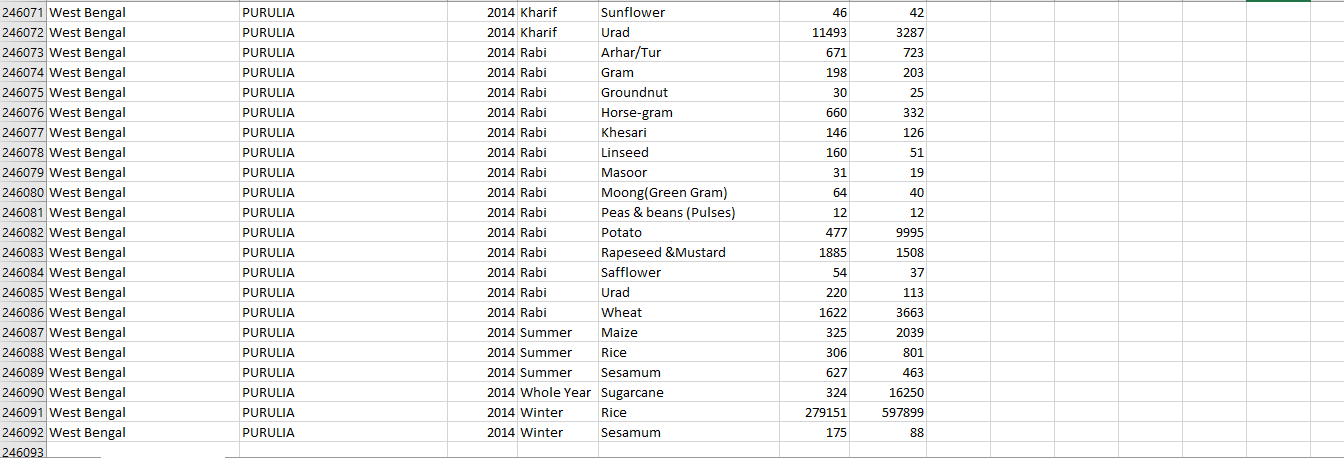 246071 West Bengal PURULIA 2014 Kharif Sunflower 46 42
246072 West Bengal PURULIA 2014 Kharif Urad 11493 3287
246073 West Bengal PURULIA 2014 Rabi Arhar/Tur 671 723
246074 West Bengal PURULIA 2014 Rabi Gram 198 203
246075 West Bengal PURULIA 2014 Rabi Groundnut 30 25
246076 West Bengal PURULIA 2014 Rabi Horse-gram 660 332
246077 West Bengal PURULIA 2014 Rabi Khesari 146 126
246078 West Bengal PURULIA 2014 Rabi Linseed 160 51
246079 West Bengal PURULIA 2014 Rabi Masoor 31 19
246080 West Bengal PURULIA 2014 Rabi Moong(Green Gram) 64 40
246081 West Bengal PURULIA 2014 Rabi Peas & beans (Pulses) 12 12
246082 West Bengal PURULIA 2014 Rabi Potato 477 9995
246083 West Bengal PURULIA 2014 Rabi Rapeseed &Mustard 1885 1508
246084 West Bengal PURULIA 2014 Rabi Safflower 54 37
246085 West Bengal PURULIA 2014 Rabi Urad 220 113
246086 West Bengal PURULIA 2014 Rabi Wheat 1622 3663
246087 West Bengal PURULIA 2014 Summer Maize 325 2039
246088 West Bengal PURULIA 2014 Summer Rice 306 801
246089 West Bengal PURULIA 2014 Summer Sesamum 627 463
246090 West Bengal PURULIA 2014 Whole Year Sugarcane 324 16250
246091 West Bengal PURULIA 2014 Winter Rice 279151 597899
246092 West Bengal PURULIA 2014 Winter Sesamum 175 88
246093